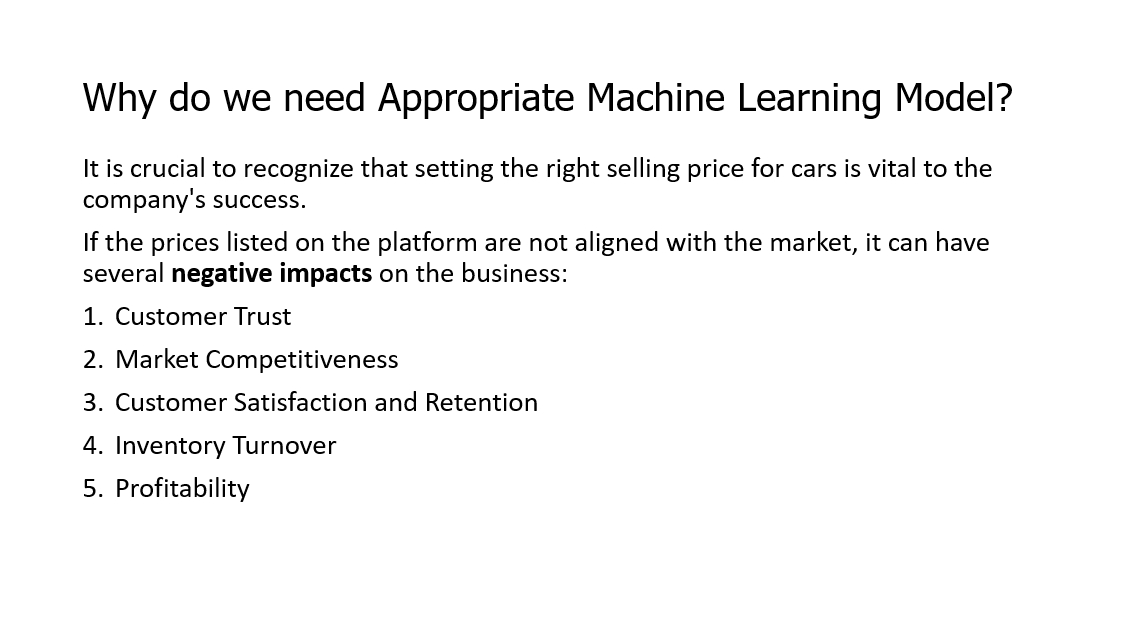 Why do we need Appropriate Machine Learning Model?
It is crucial to recognize that setting the right selling price for cars is vital to the
company's success.
If the prices listed on the platform are not aligned with the market, it can have
several negative impacts on the business:
1. Customer Trust
2. Market Competitiveness
3. Customer Satisfaction and Retention
4. Inventory Turnover
5. Profitability